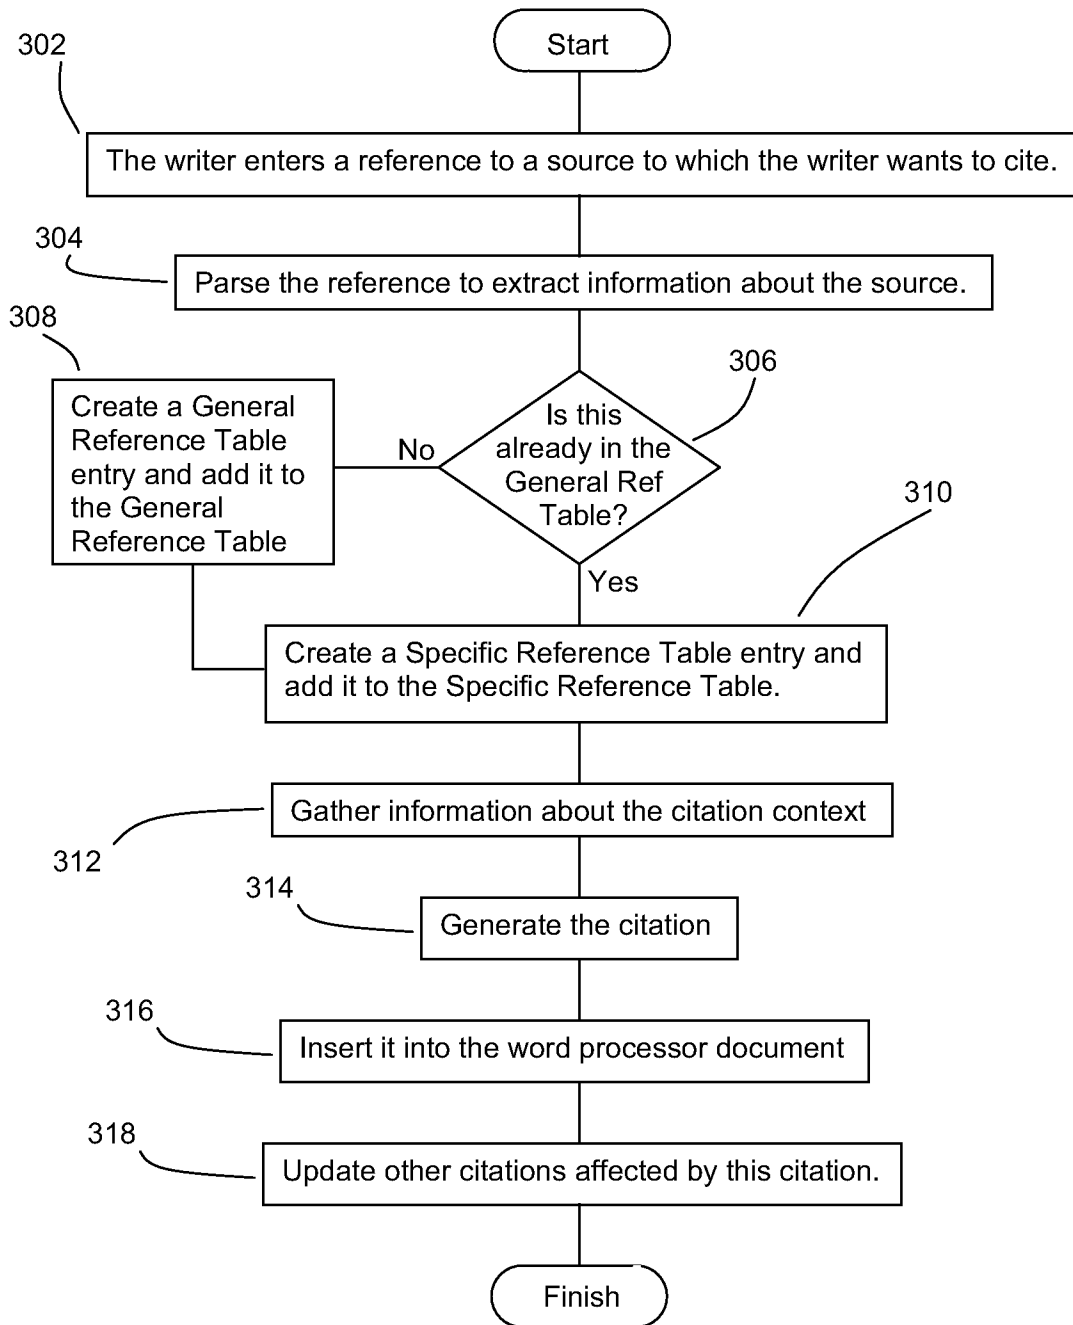 Start
302
The writer enters a reference to a source to which the writer wants to cite.
304
Parse the reference to extract information about the source.
308
306
Create a General
Reference Table
entry and add it to
the General
Reference Table
No
Is this
already in the
General Ref
Table?
310
Yes
Create a Specific Reference Table entry and
add it to the Specific Reference Table.
Gather information about the citation context
312
314
Generate the citation
316
Insert it into the word processor document
318
Update other citations affected by this citation.
Finish